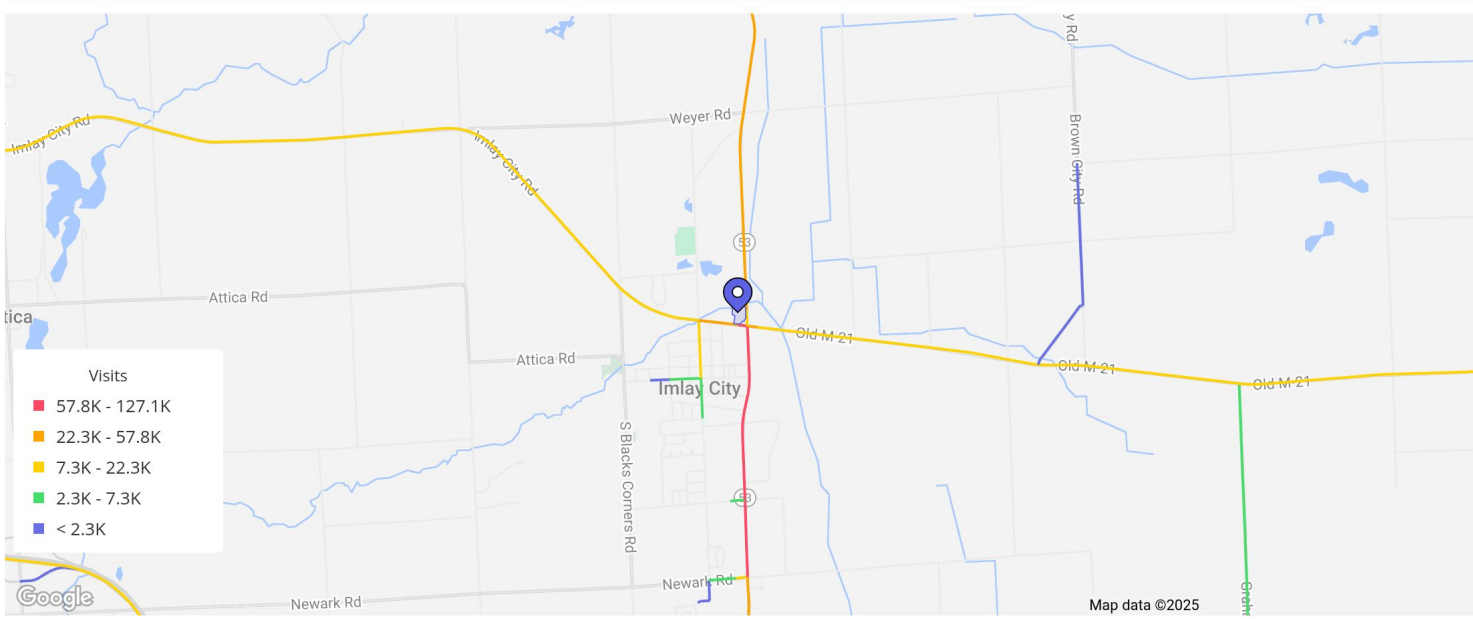 y Rd
Imlay City Rd
Weyer Rd
Brown City Rd
Imlay City Rd
53
Attica Rd
tica
Old M-21
Attica Rd
Old M-21
Old M-21
Imlay City
Visits
57.8K - 127.1K
22.3K - 57.8K
7.3K - 22.3K
2.3K - 7.3K
< 2.3K
S Blacks Corners Rd
53
Newark Rd
Newark Rd
Google
Map data ©2025